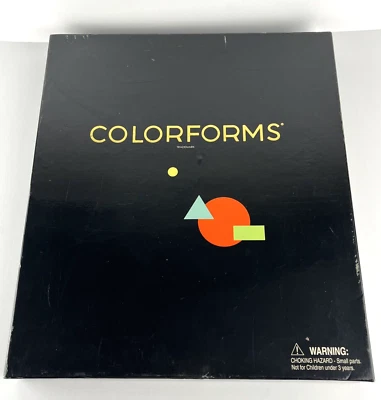 COLORFORMS®
WARNING:
CHOKING HAZARD - Small parts.
Not for Children under 3 years.